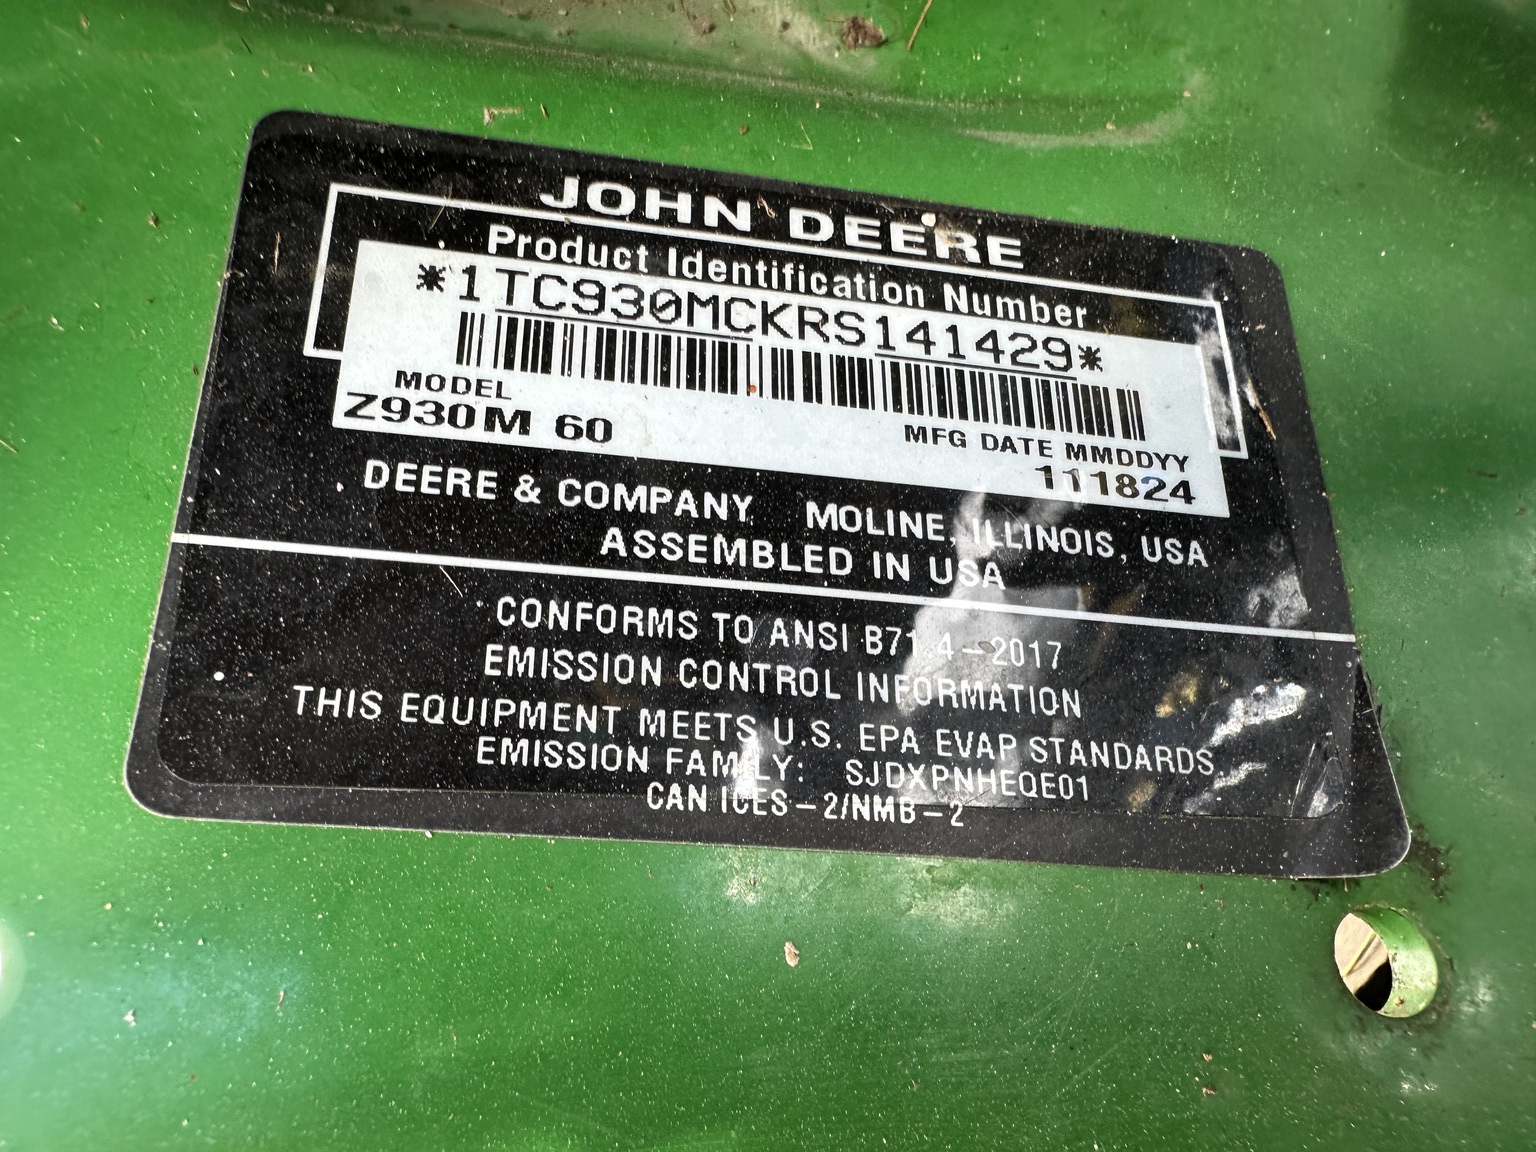 JOHN DEERE
Product Identification Number
*1TC930MCKRS141429*
MODEL
Z930M 60
MFG DATE MMDDYY
111824
DEERE & COMPANY MOLINE, ILLINOIS, USA
ASSEMBLED IN USA
CONFORMS TO ANSI B71.4-2017
EMISSION CONTROL INFORMATION
THIS EQUIPMENT MEETS U.S. EPA EVAP STANDARDS.
EMISSION FAMILY: SJDXPNHEQE01
CAN ICES-2/NMB-2